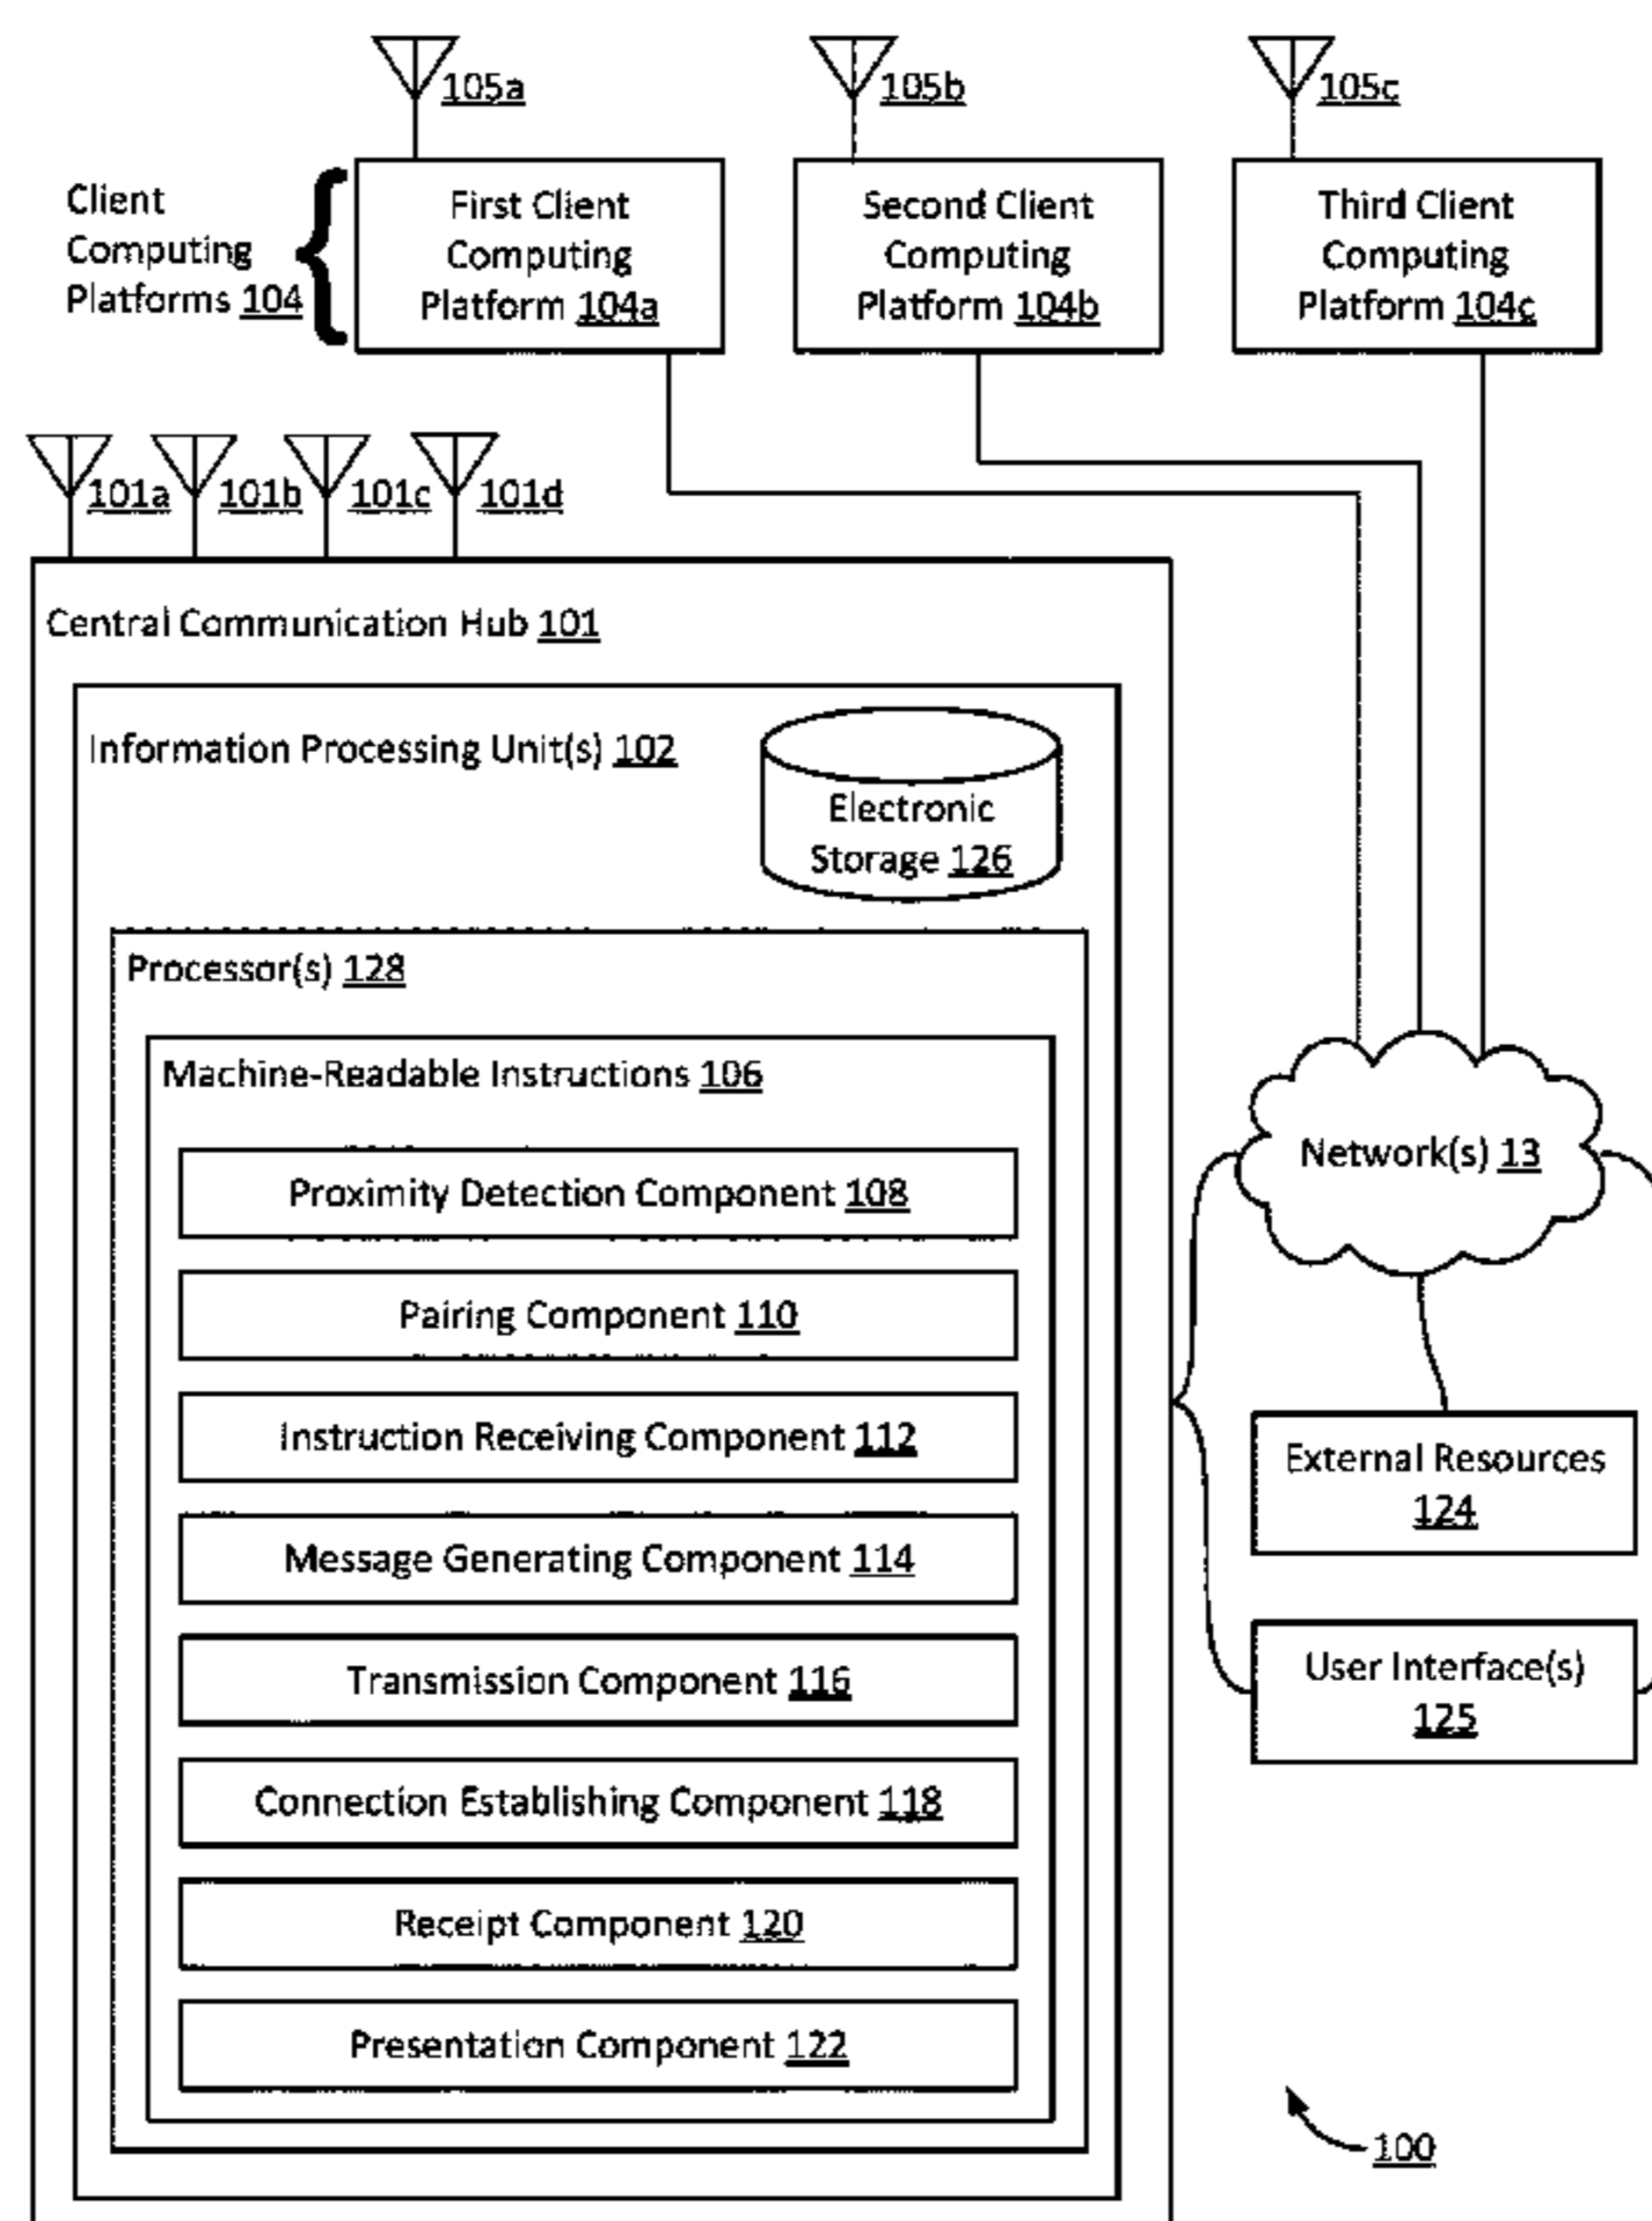 105a
105b
105c
Client
Computing
Platforms 104
First Client
Computing
Platform 104a
Second Client
Computing
Platform 104b
Third Client
Computing
Platform 104c
101a
101b
101c
101d
Central Communication Hub 101
Information Processing Unit(s) 102
Electronic
Storage 126
Processor(s) 128
Machine-Readable Instructions 106
Proximity Detection Component 108
Pairing Component 110
Instruction Receiving Component 112
Message Generating Component 114
Transmission Component 116
Connection Establishing Component 118
Receipt Component 120
Presentation Component 122
Network(s) 13
External Resources
124
User Interface(s)
125
100